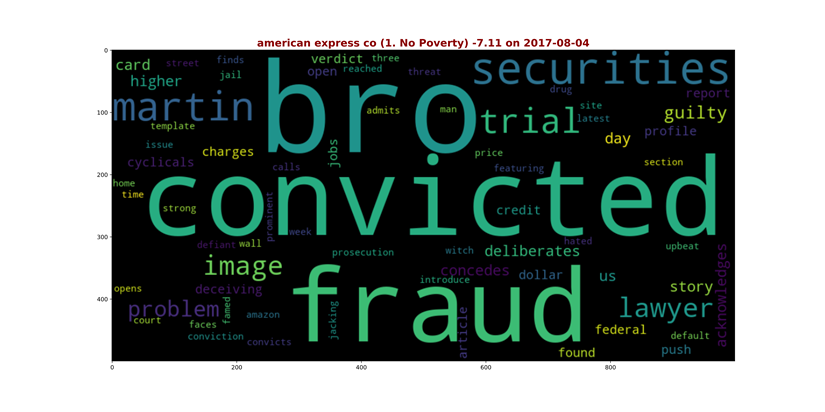 american express co (1. No Poverty) -7.11 on 2017-08-04
0
100
200
300
400
0 200 400 600 800
card street finds verdict three securities
higher jail open reached threat
martin bro drug report
template admits man trial site latest guilty
issue charges jobs day profile
cyclicals calls price featuring section
home time convicted
strong prominent credit
week
defiant wall prosecution witch deliberates hated upbeat
image concedes dollar us acknowledges
opens deceiving introduce story
problem famed amazon fraud lawyer
court faces jacking article federal default
conviction convicts found push